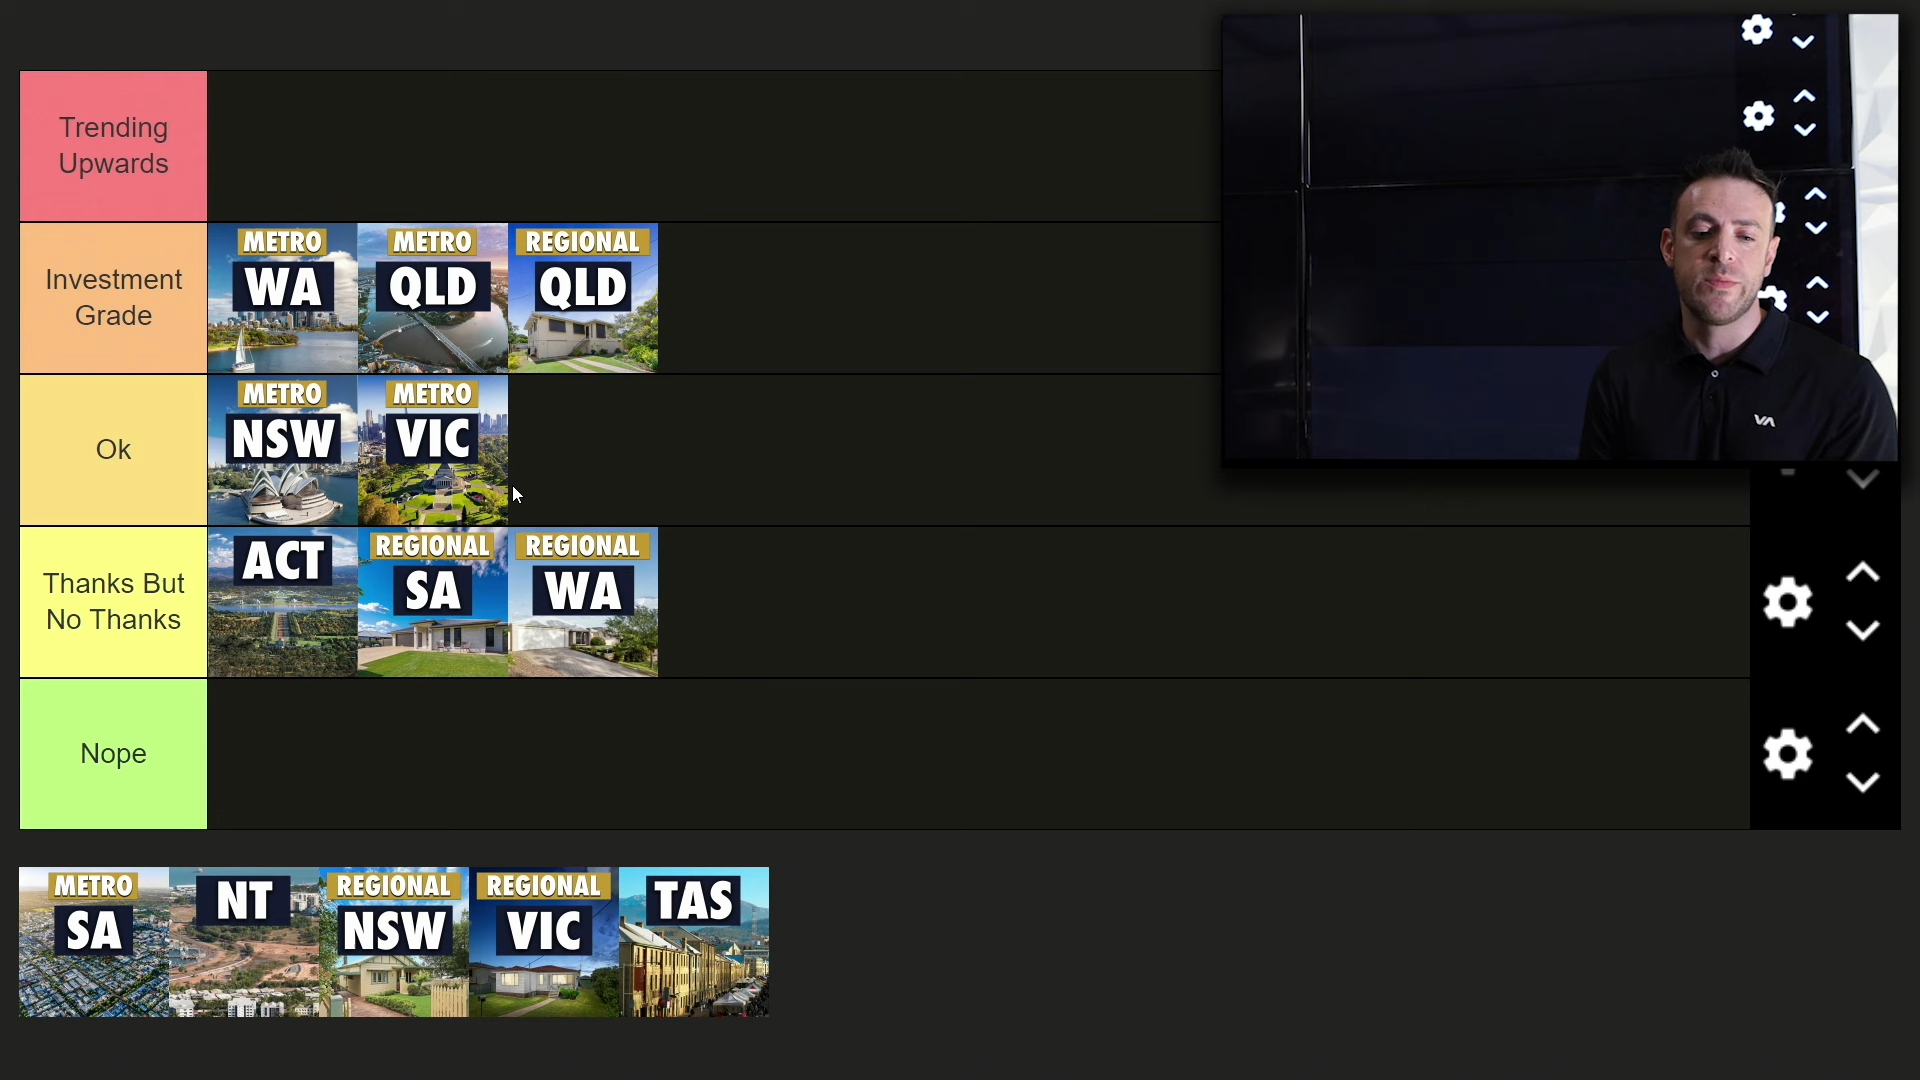 Trending
Upwards
Investment
Grade
METRO
WA
METRO
QLD
REGIONAL
QLD
Ok
METRO
NSW
METRO
VIC
Thanks But
No Thanks
ACT
REGIONAL
SA
REGIONAL
WA
Nope
METRO
SA
NT
REGIONAL
NSW
REGIONAL
VIC
TAS
VA